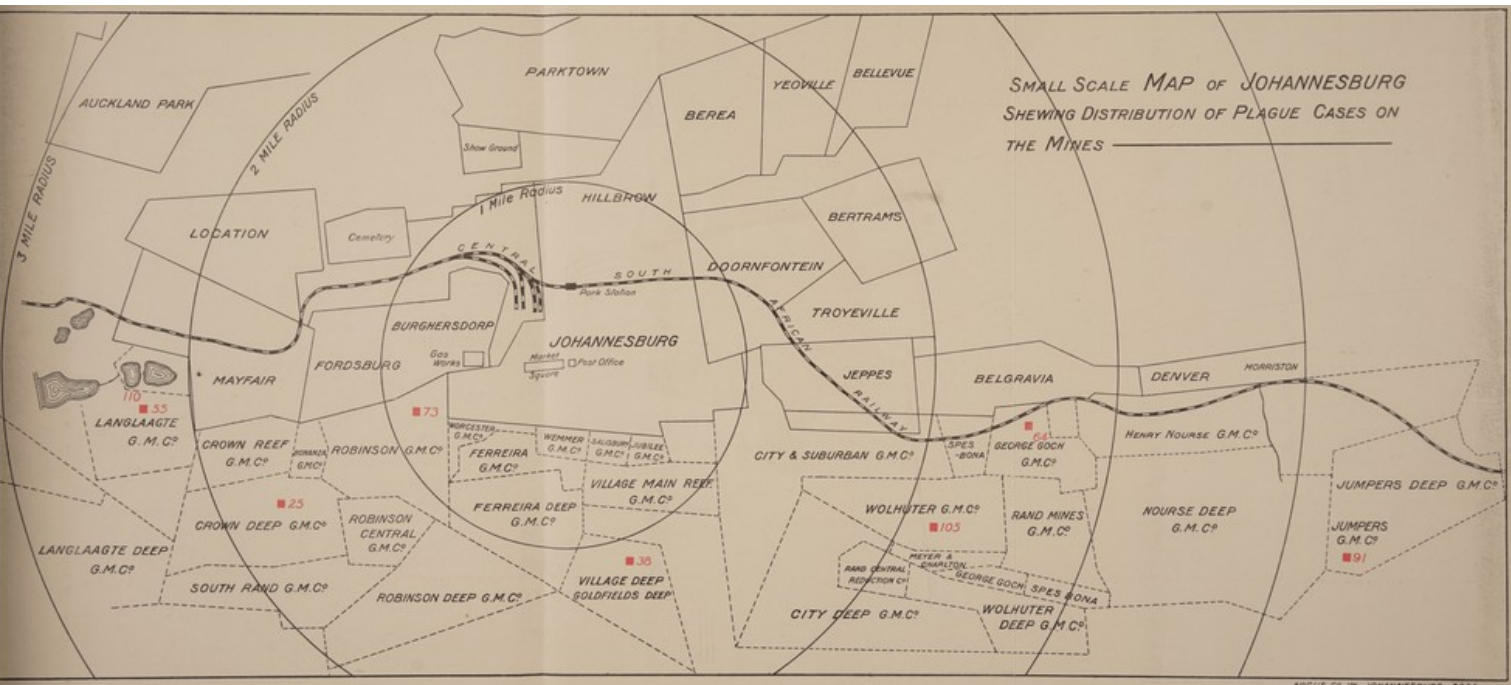 SMALL SCALE MAP OF JOHANNESBURG
SHEWING DISTRIBUTION OF PLAGUE CASES ON
THE MINES
AUCKLAND PARK
PARKTOWN
YEOVILLE
BELLEVUE
BEREA
Show Ground
3 MILE RADIUS
2 MILE RADIUS
1 Mile Radius
HILLBROW
LOCATION
Cemetery
BERTRAMS
CENTRAL
SOUTH
AFRICAN
RAILWAY
DOORNFONTEIN
Park Station
TROYEVILLE
BURGHERSDORP
JOHANNESBURG
Gas
Works
Market
Square
Post Office
FORDSBURG
MAYFAIR
JEPPES
BELGRAVIA
DENVER
MORRISTON
110
55
73
64
LANGLAAGTE
G.M.Cº
CROWN REEF
G.M.Cº
BONANZA
G.M.Cº
ROBINSON G.M.Cº
WORCESTER
G.M.Cº
FERREIRA
G.M.Cº
WEMMER
G.M.Cº
SALISBURY
G.M.Cº
JUBILEE
G.M.Cº
CITY & SUBURBAN G.M.Cº
SPES
-BONA
GEORGE GOCH
G.M.Cº
HENRY NOURSE G.M.Cº
VILLAGE MAIN REEF
G.M.Cº
JUMPERS DEEP G.M.Cº
25
CROWN DEEP G.M.Cº
ROBINSON
CENTRAL
G.M.Cº
FERREIRA DEEP
G.M.Cº
WOLHUTER G.M.Cº
105
RAND MINES
G.M.Cº
NOURSE DEEP
G.M.Cº
JUMPERS
G.M.Cº
91
LANGLAAGTE DEEP
G.M.Cº
SOUTH RAND G.M.Cº
ROBINSON DEEP G.M.Cº
38
VILLAGE DEEP
GOLDFIELDS DEEP
RAND CENTRAL
REDUCTION Cº
MEYER &
CHARLTON
GEORGE GOCH
SPES BONA
CITY DEEP G.M.Cº
WOLHUTER
DEEP G.M.Cº